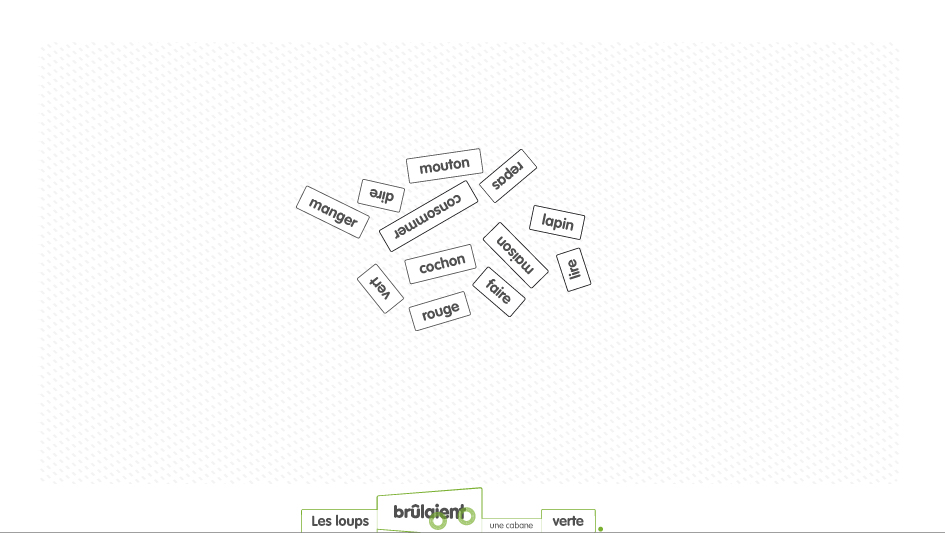 mouton
repas
dire
manger
consommer
lapin
maison
cochon
lire
vert
faire
rouge
Les loups brûlaient une cabane verte.